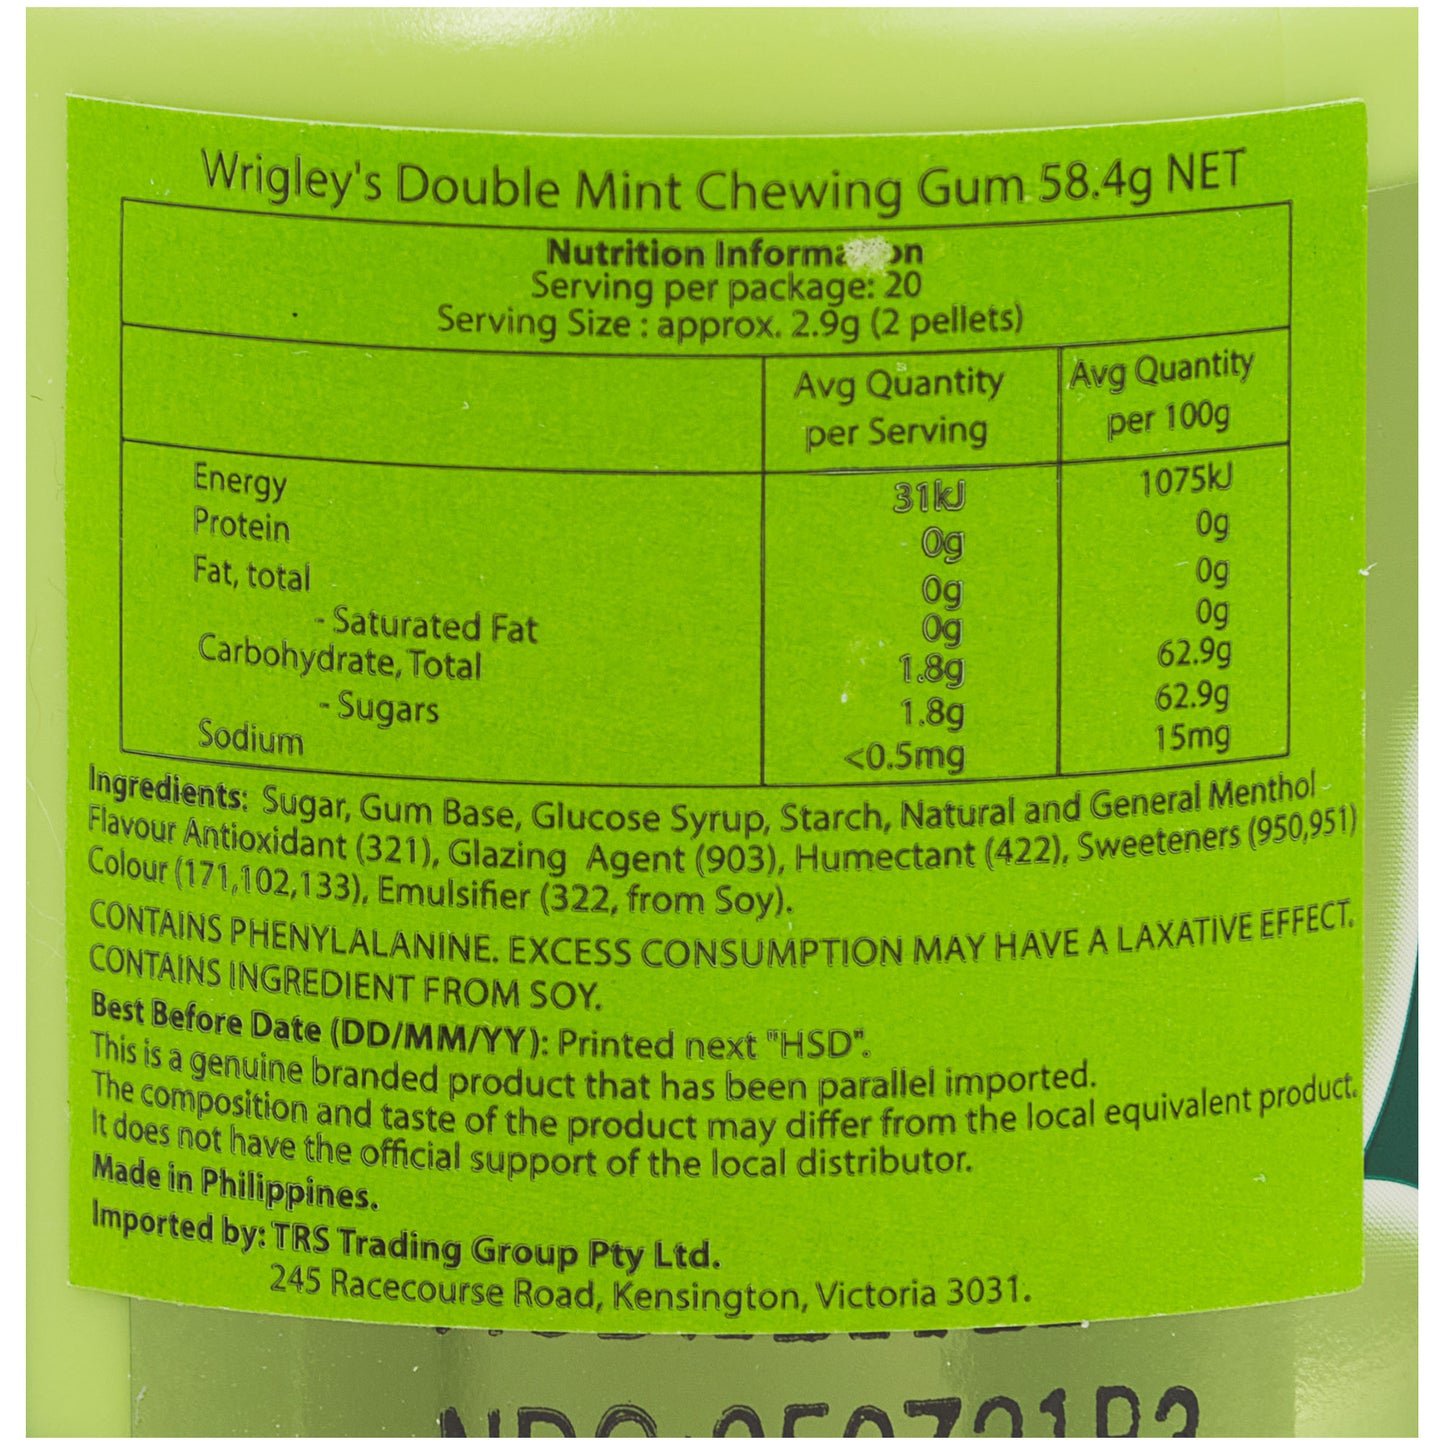 Wrigley's Double Mint Chewing Gum 58.4g NET
Nutrition
Serving per package: 20
Serving Size : approx. 2.9g (2 pellets)
Avg Quantity per Serving
Avg Quantity per 100g
Energy 31kJ 1075kJ
Protein 0g 0g
Fat, total 0g 0g
- Saturated Fat 0g 0g
Carbohydrate, Total 1.8g 62.9g
- Sugars 1.8g 62.9g
Sodium <0.5mg 15mg
Ingredients: Sugar, Gum Base, Glucose Syrup, Starch, Natural and General Menthol
Flavour Antioxidant (321), Glazing Agent (903), Humectant (422), Sweeteners (950,951)
Colour (171,102,133), Emulsifier (322, from Soy).
CONTAINS PHENYLALANINE. EXCESS CONSUMPTION MAY HAVE A LAXATIVE EFFECT.
CONTAINS INGREDIENT FROM SOY.
Best Before Date (DD/MM/YY): Printed next "HSD".
This is a genuine branded product that has been parallel imported.
The composition and taste of the product may differ from the local equivalent product.
It does not have the official support of the local distributor.
Made in Philippines.
Imported by: TRS Trading Group Pty Ltd.
245 Racecourse Road, Kensington, Victoria 3031.